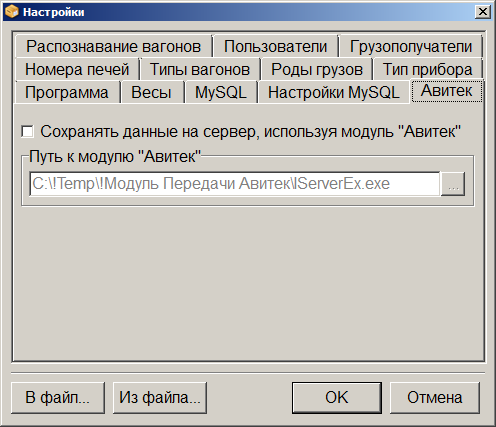 Настройки
Распознавание вагонов Пользователи Грузополучатели
Номера печей Типы вагонов Роды грузов Тип прибора
Программа Весы MySQL Настройки MySQL Авитек
Сохранять данные на сервер, используя модуль "Авитек"
Путь к модулю "Авитек"
C:\!Temp\!Модуль Передачи Авитек\IServerEx.exe ...
В файл... Из файла... OK Отмена